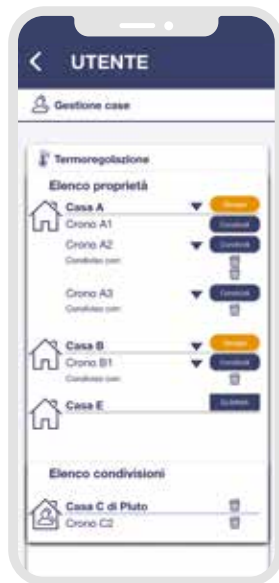 UTENTE
Gestione case
Termoregolazione
Elenco proprietà
Casa A
Crono A1
Crono A2
Condiviso con:
Crono A3
Condiviso con:
Casa B
Crono B1
Condiviso con:
Casa E
Elenco condivisioni
Casa C di Pluto
Crono C2